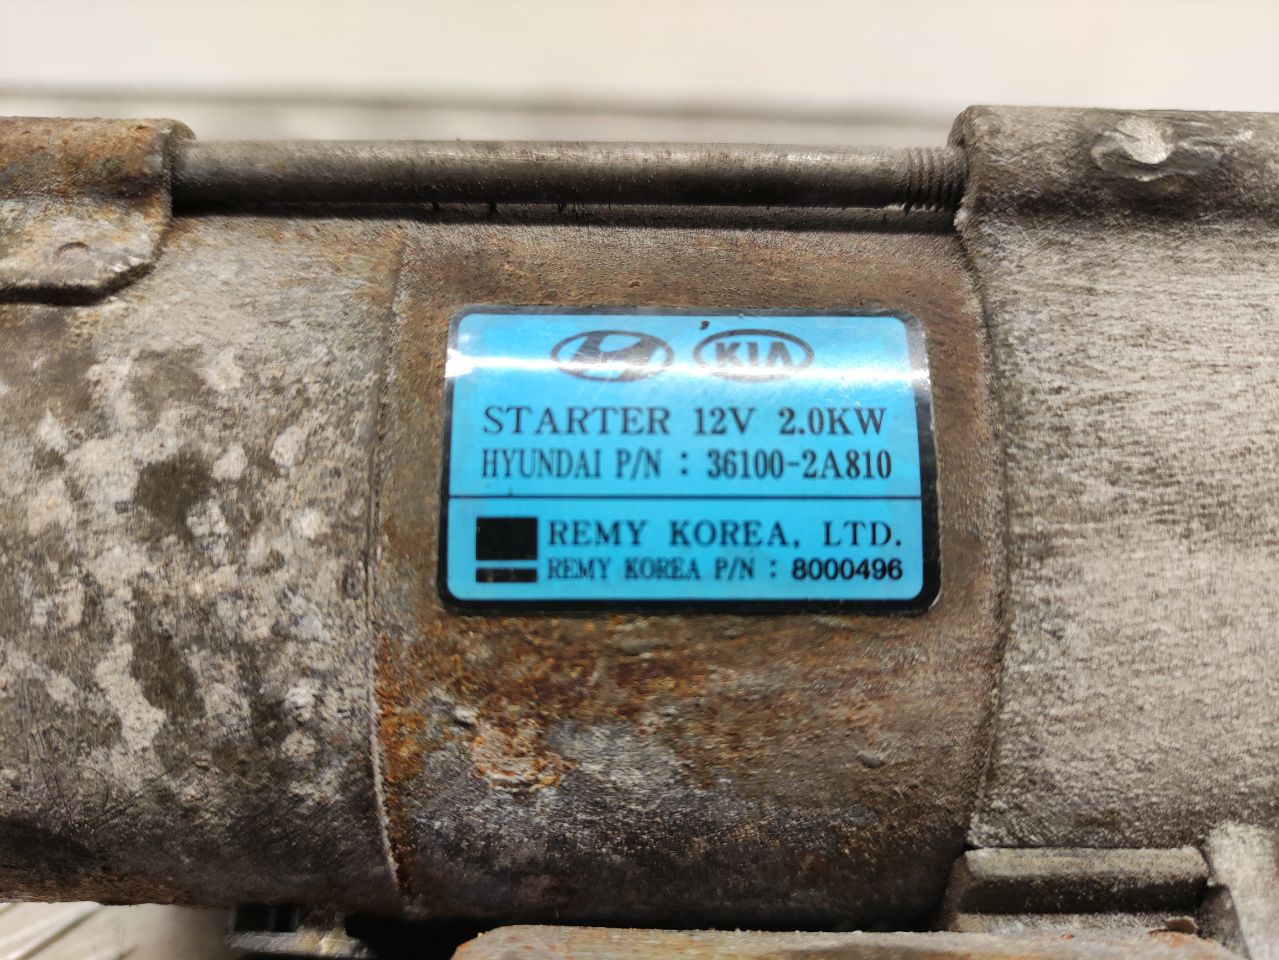 KIA
STARTER 12V 2.0KW
HYUNDAI P/N : 36100-2A810
REMY KOREA, LTD.
REMY KOREA P/N : 8000496